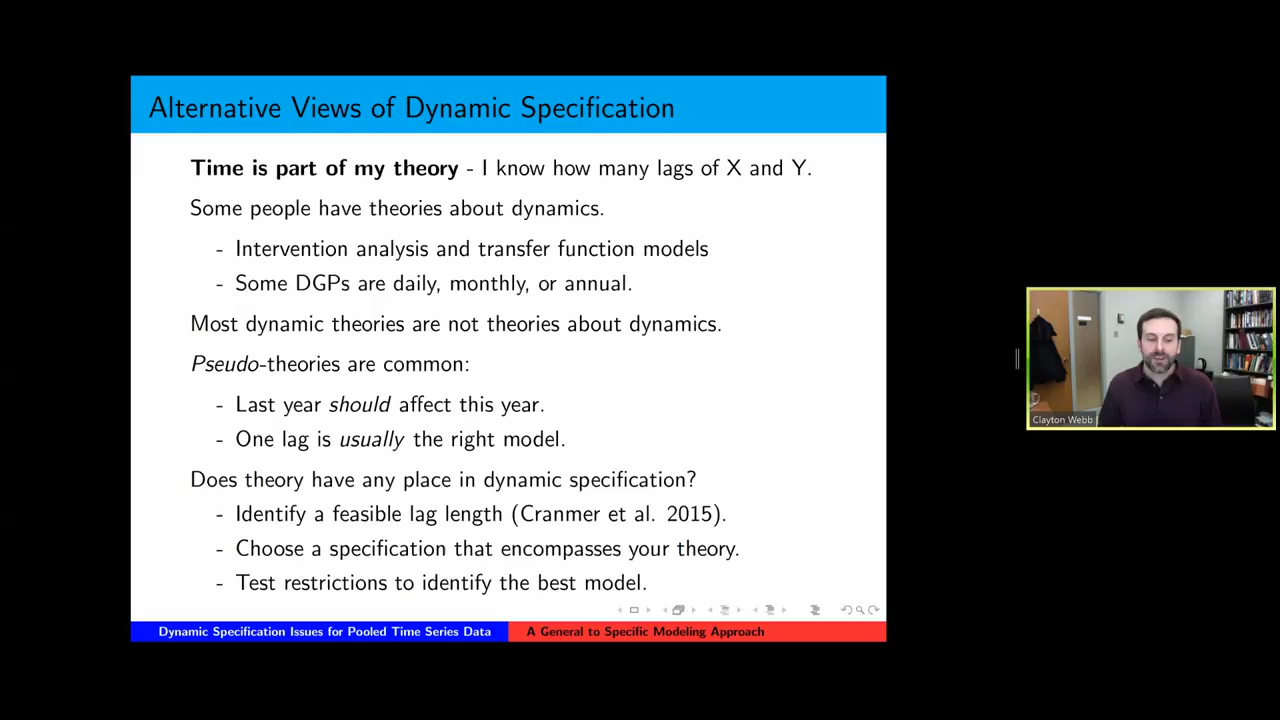 Alternative Views of Dynamic Specification
Time is part of my theory - I know how many lags of X and Y.
Some people have theories about dynamics.
- Intervention analysis and transfer function models
- Some DGPs are daily, monthly, or annual.
Most dynamic theories are not theories about dynamics.
Pseudo-theories are common:
- Last year should affect this year.
- One lag is usually the right model.
Does theory have any place in dynamic specification?
- Identify a feasible lag length (Cranmer et al. 2015).
- Choose a specification that encompasses your theory.
- Test restrictions to identify the best model.
Dynamic Specification Issues for Pooled Time Series Data
A General to Specific Modeling Approach
Clayton Webb